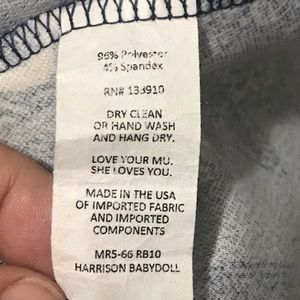 96% Polyester
4% Spandex
RN# 133910
DRY CLEAN
OR HAND WASH
AND HANG DRY.
LOVE YOUR MU.
SHE LOVES YOU.
MADE IN THE USA
OF IMPORTED FABRIC
AND IMPORTED
COMPONENTS
MR5-66 RB10
HARRISON BABYDOLL